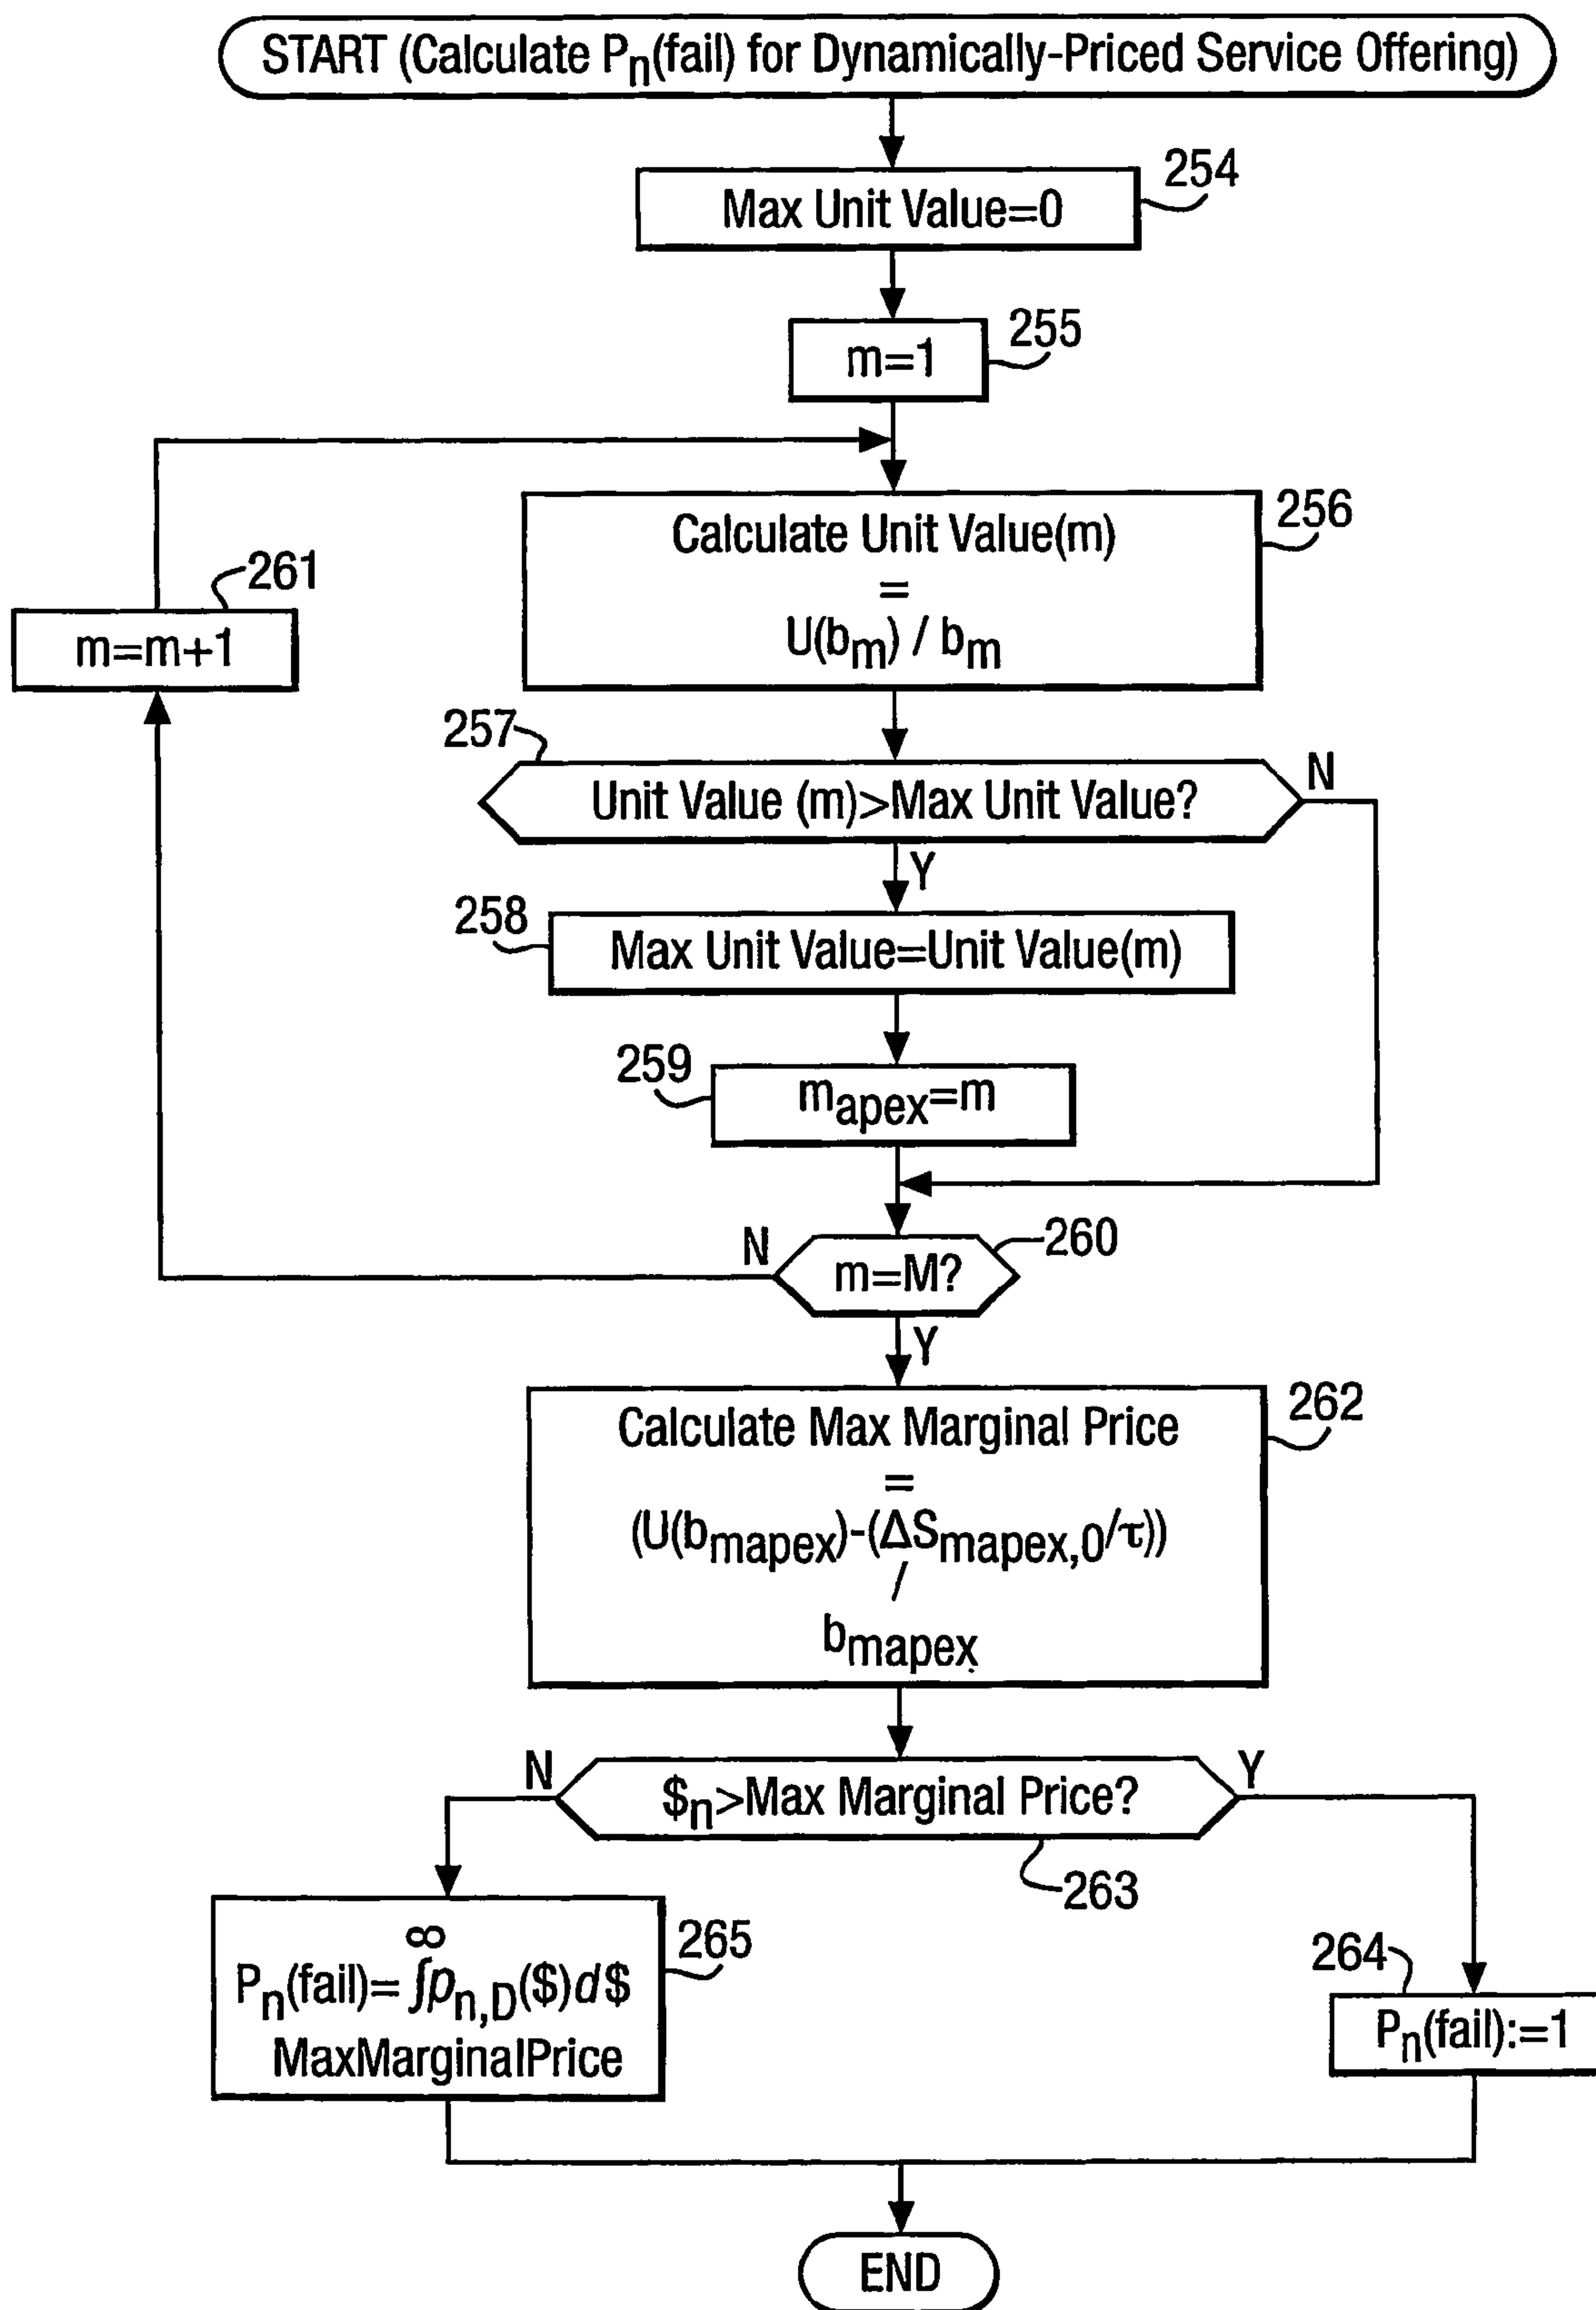 START (Calculate Pn(fail) for Dynamically-Priced Service Offering)
254
Max Unit Value=0
255
m=1
256
Calculate Unit Value(m)
=
U(bm) / bm
261
m=m+1
257
Unit Value (m)>Max Unit Value?
N
Y
258
Max Unit Value=Unit Value(m)
259
mapex=m
260
N
m=M?
Y
262
Calculate Max Marginal Price
=
(U(bmapex)-(ΔSmapex,0/τ))
/
bmapex
N
$n>Max Marginal Price?
Y
263
265
∞
Pn(fail)= ∫pn,D($)d$
MaxMarginalPrice
264
Pn(fail):=1
END